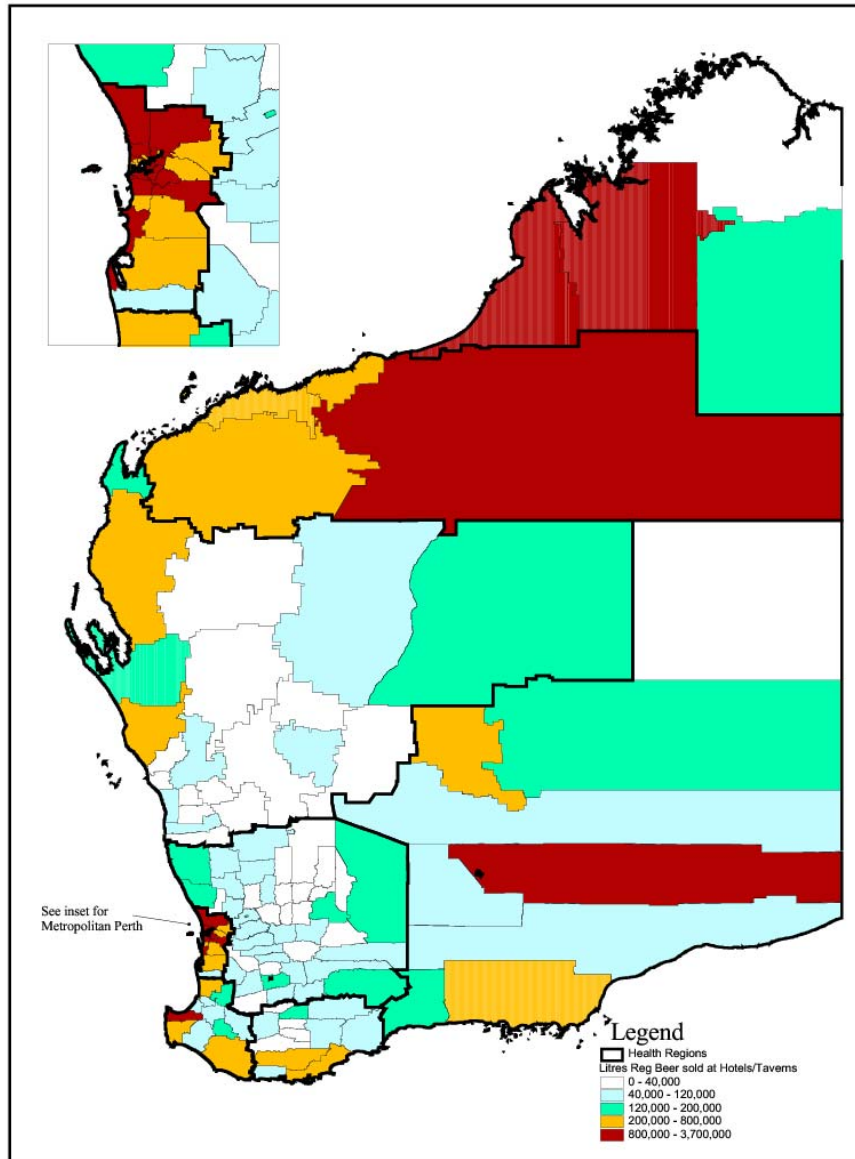 See inset for
Metropolitan Perth
Legend
Health Regions
Litres Reg Beer sold at Hotels/Taverns
0 - 40,000
40,000 - 120,000
120,000 - 200,000
200,000 - 800,000
800,000 - 3,700,000